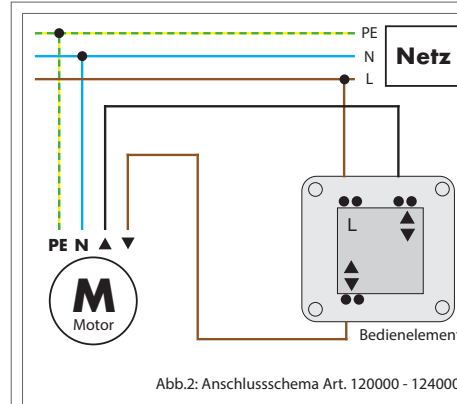 PE
N
L
Netz
L
▲
▼
▲
▼
PE N ▲ ▼
M
Motor
Bedienelement
Abb.2: Anschlussschema Art. 120000 - 124000